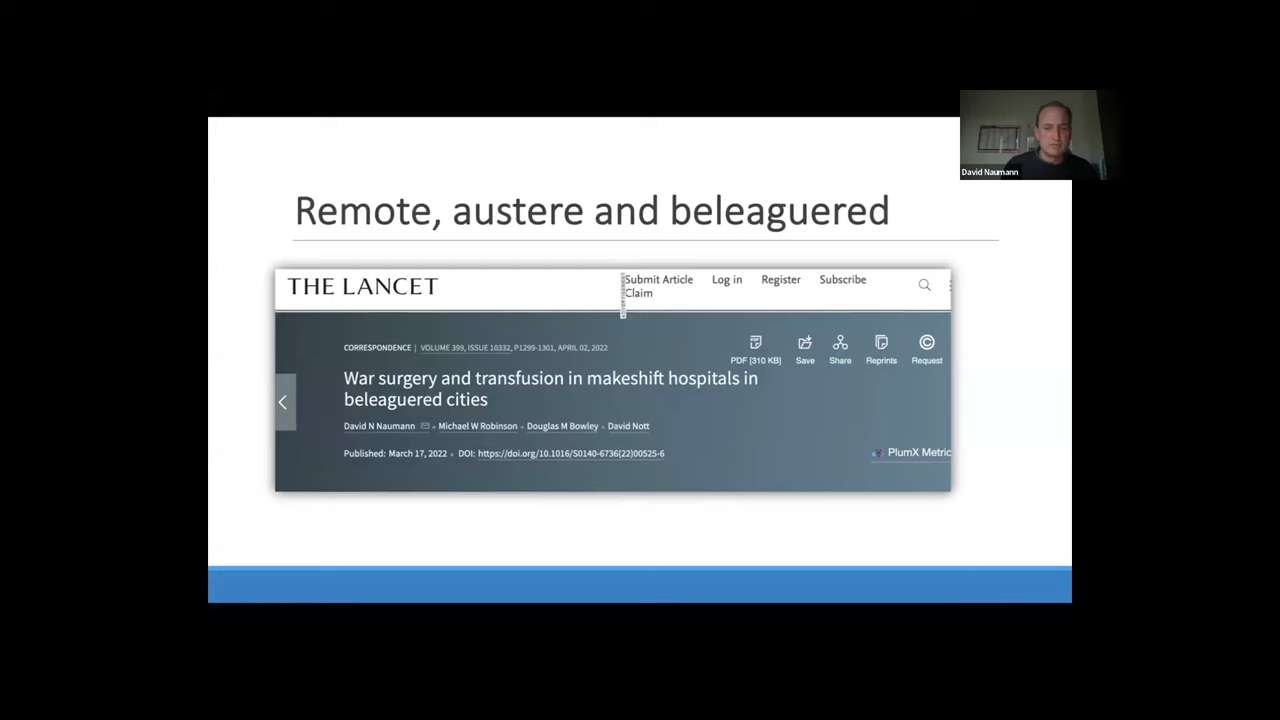 David Naumann
Remote, austere and beleaguered
THE LANCET
ADVERTISEMENT
Submit Article
Log in
Register
Subscribe
Claim
CORRESPONDENCE | VOLUME 399, ISSUE 10332, P1299-1301, APRIL 02, 2022
PDF [310 KB]
Save
Share
Reprints
Request
War surgery and transfusion in makeshift hospitals in
beleaguered cities
David N Naumann • Michael W Robinson • Douglas M Bowley • David Nott
Published: March 17, 2022 • DOI: https://doi.org/10.1016/S0140-6736(22)00525-6
PlumX Metric